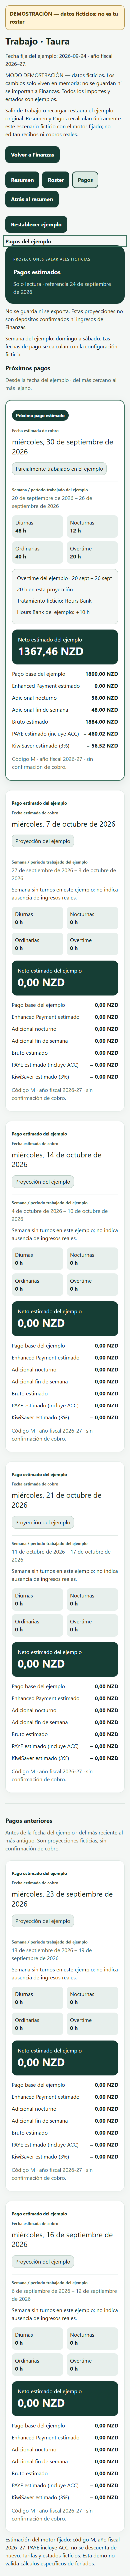 DEMOSTRACIÓN — datos ficticios; no es tu
roster
Trabajo · Taura
Fecha fija del ejemplo: 2026-09-24 · año fiscal
2026–27.
MODO DEMOSTRACIÓN — datos ficticios. Los
cambios solo viven en memoria: no se guardan ni
se importan a Finanzas. Todos los importes y
estados son ejemplos.
Salir de Trabajo o recargar restaura el ejemplo
original. Resumen y Pagos recalculan únicamente
este escenario ficticio con el motor fijado; no
editan recibos ni cobros reales.
Volver a Finanzas
Resumen
Roster
Pagos
Atrás al resumen
Restablecer ejemplo
Pagos del ejemplo
PROYECCIONES SALARIALES FICTICIAS
Pagos estimados
Solo lectura · referencia 24 de septiembre
de 2026
No se guarda ni se exporta. Estas proyecciones no
son depósitos confirmados ni ingresos de
Finanzas.
Semana del ejemplo: domingo a sábado. Las
fechas de pago se calculan con la configuración
ficticia.
Próximos pagos
Desde la fecha del ejemplo · del más cercano al
más lejano.
Próximo pago estimado
Fecha estimada de cobro
miércoles, 30 de septiembre de
2026
Parcialmente trabajado en el ejemplo
Semana / período trabajado del ejemplo
20 de septiembre de 2026 – 26 de
septiembre de 2026
Diurnas
48 h
Nocturnas
12 h
Ordinarias
40 h
Overtime
20 h
Overtime del ejemplo · 20 sept – 26 sept
20 h en esta proyección
Tratamiento ficticio: Hours Bank
Hours Bank del ejemplo: +10 h
Neto estimado del ejemplo
1367,46 NZD
Pago base del ejemplo 1800,00 NZD
Enhanced Payment estimado 0,00 NZD
Adicional nocturno 36,00 NZD
Adicional fin de semana 48,00 NZD
Bruto estimado 1884,00 NZD
PAYE estimado (incluye ACC) − 460,02 NZD
KiwiSaver estimado (3%) − 56,52 NZD
Código M · año fiscal 2026-27 · sin
confirmación de cobro.
Pago estimado del ejemplo
Fecha estimada de cobro
miércoles, 7 de octubre de 2026
Proyección del ejemplo
Semana / período trabajado del ejemplo
27 de septiembre de 2026 – 3 de octubre de
2026
Semana sin turnos en este ejemplo; no indica
ausencia de ingresos reales.
Diurnas
0 h
Nocturnas
0 h
Ordinarias
0 h
Overtime
0 h
Neto estimado del ejemplo
0,00 NZD
Pago base del ejemplo 0,00 NZD
Enhanced Payment estimado 0,00 NZD
Adicional nocturno 0,00 NZD
Adicional fin de semana 0,00 NZD
Bruto estimado 0,00 NZD
PAYE estimado (incluye ACC) − 0,00 NZD
KiwiSaver estimado (3%) − 0,00 NZD
Código M · año fiscal 2026-27 · sin
confirmación de cobro.
Pago estimado del ejemplo
Fecha estimada de cobro
miércoles, 14 de octubre de
2026
Proyección del ejemplo
Semana / período trabajado del ejemplo
4 de octubre de 2026 – 10 de octubre de
2026
Semana sin turnos en este ejemplo; no indica
ausencia de ingresos reales.
Diurnas
0 h
Nocturnas
0 h
Ordinarias
0 h
Overtime
0 h
Neto estimado del ejemplo
0,00 NZD
Pago base del ejemplo 0,00 NZD
Enhanced Payment estimado 0,00 NZD
Adicional nocturno 0,00 NZD
Adicional fin de semana 0,00 NZD
Bruto estimado 0,00 NZD
PAYE estimado (incluye ACC) − 0,00 NZD
KiwiSaver estimado (3%) − 0,00 NZD
Código M · año fiscal 2026-27 · sin
confirmación de cobro.
Pago estimado del ejemplo
Fecha estimada de cobro
miércoles, 21 de octubre de
2026
Proyección del ejemplo
Semana / período trabajado del ejemplo
11 de octubre de 2026 – 17 de octubre de
2026
Semana sin turnos en este ejemplo; no indica
ausencia de ingresos reales.
Diurnas
0 h
Nocturnas
0 h
Ordinarias
0 h
Overtime
0 h
Neto estimado del ejemplo
0,00 NZD
Pago base del ejemplo 0,00 NZD
Enhanced Payment estimado 0,00 NZD
Adicional nocturno 0,00 NZD
Adicional fin de semana 0,00 NZD
Bruto estimado 0,00 NZD
PAYE estimado (incluye ACC) − 0,00 NZD
KiwiSaver estimado (3%) − 0,00 NZD
Código M · año fiscal 2026-27 · sin
confirmación de cobro.
Pagos anteriores
Antes de la fecha del ejemplo · del más reciente al
más antiguo. Son proyecciones ficticias, sin
confirmación de cobro.
Pago estimado del ejemplo
Fecha estimada de cobro
miércoles, 23 de septiembre de
2026
Proyección del ejemplo
Semana / período trabajado del ejemplo
13 de septiembre de 2026 – 19 de
septiembre de 2026
Semana sin turnos en este ejemplo; no indica
ausencia de ingresos reales.
Diurnas
0 h
Nocturnas
0 h
Ordinarias
0 h
Overtime
0 h
Neto estimado del ejemplo
0,00 NZD
Pago base del ejemplo 0,00 NZD
Enhanced Payment estimado 0,00 NZD
Adicional nocturno 0,00 NZD
Adicional fin de semana 0,00 NZD
Bruto estimado 0,00 NZD
PAYE estimado (incluye ACC) − 0,00 NZD
KiwiSaver estimado (3%) − 0,00 NZD
Código M · año fiscal 2026-27 · sin
confirmación de cobro.
Pago estimado del ejemplo
Fecha estimada de cobro
miércoles, 16 de septiembre de
2026
Proyección del ejemplo
Semana / período trabajado del ejemplo
6 de septiembre de 2026 – 12 de septiembre
de 2026
Semana sin turnos en este ejemplo; no indica
ausencia de ingresos reales.
Diurnas
0 h
Nocturnas
0 h
Ordinarias
0 h
Overtime
0 h
Neto estimado del ejemplo
0,00 NZD
Pago base del ejemplo 0,00 NZD
Enhanced Payment estimado 0,00 NZD
Adicional nocturno 0,00 NZD
Adicional fin de semana 0,00 NZD
Bruto estimado 0,00 NZD
PAYE estimado (incluye ACC) − 0,00 NZD
KiwiSaver estimado (3%) − 0,00 NZD
Código M · año fiscal 2026-27 · sin
confirmación de cobro.
Estimación del motor fijado: código M, año fiscal
2026–27. PAYE incluye ACC; no se descuenta de
nuevo. Tarifas y estados ficticios. Esta demo no
valida cálculos específicos de feriados.